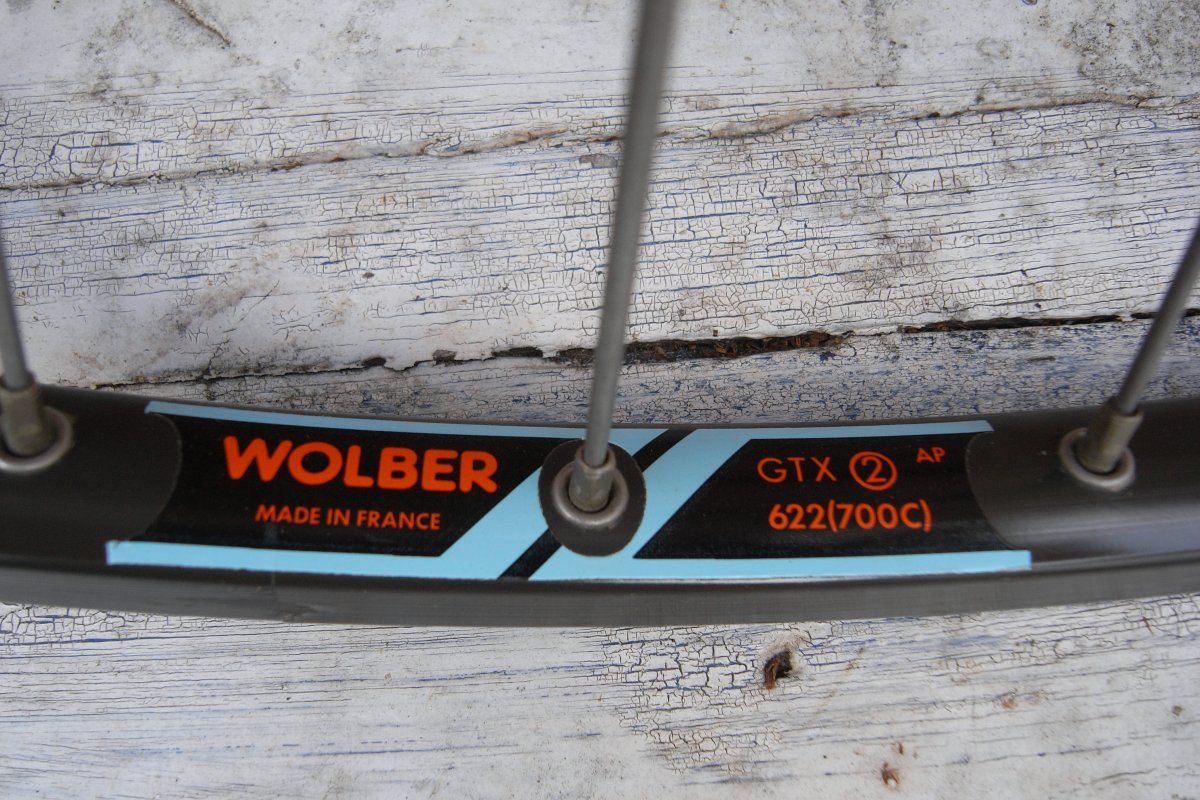 WOLBER
MADE IN FRANCE
GTX ② AP
622(700C)